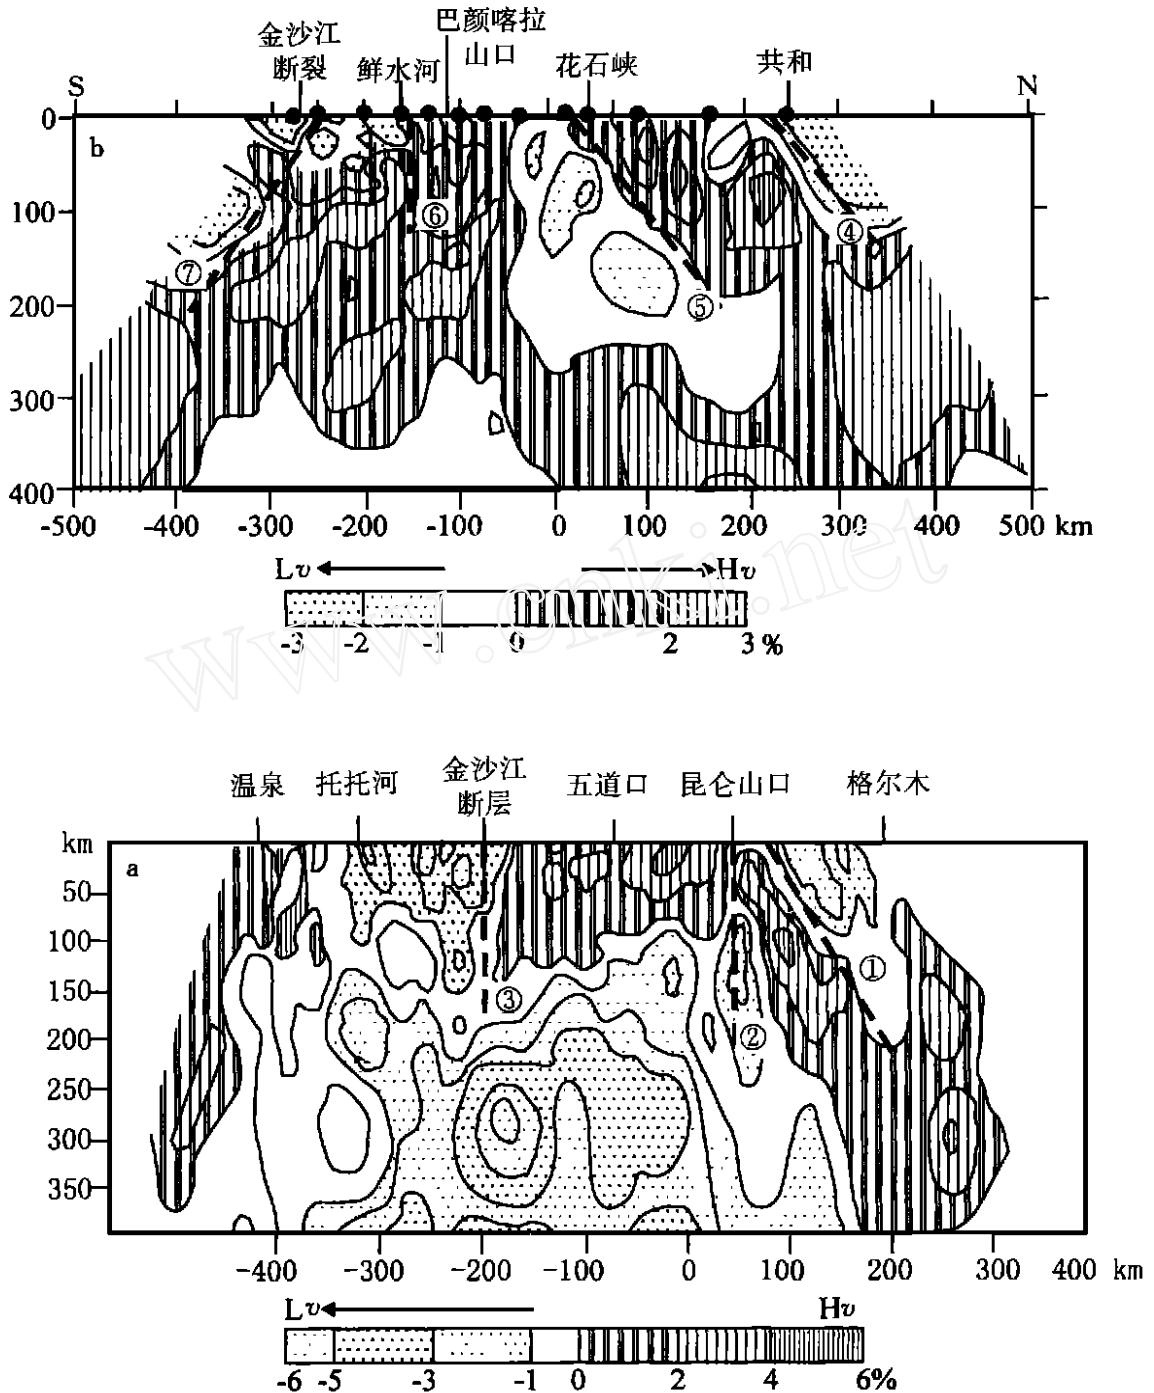 巴颜喀拉
山口
金沙江
断裂
鲜水河
花石峡
共和
S
N
b
0
100
200
300
400
⑦
⑥
⑤
④
-500 -400 -300 -200 -100 0 100 200 300 400 500 km
Lv
Hv
-3 -2 -1 0 2 3%
www.cnki.net
温泉
托托河
金沙江
断层
五道口
昆仑山口
格尔木
km
a
50
100
150
200
250
300
350
③
②
①
-400 -300 -200 -100 0 100 200 300 400 km
Lv
Hv
-6 -5 -3 -1 0 2 4 6%